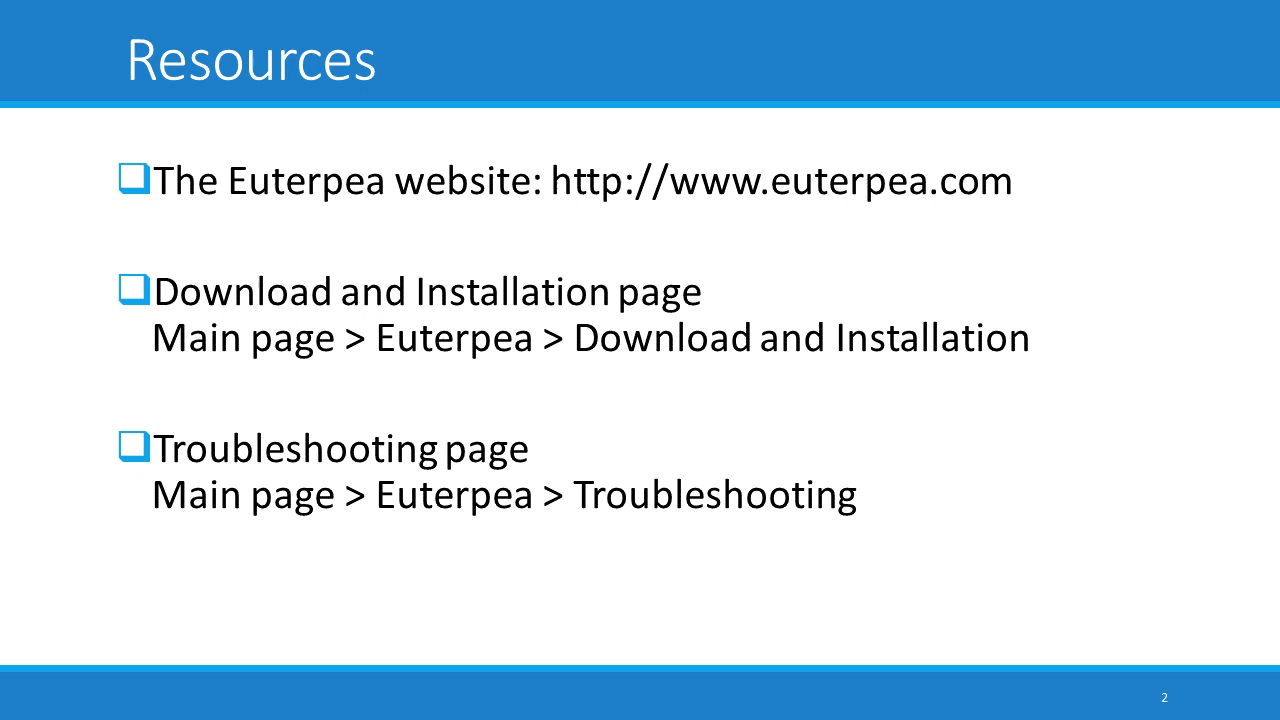 Resources
The Euterpea website: http://www.euterpea.com
Download and Installation page
Main page > Euterpea > Download and Installation
Troubleshooting page
Main page > Euterpea > Troubleshooting
2